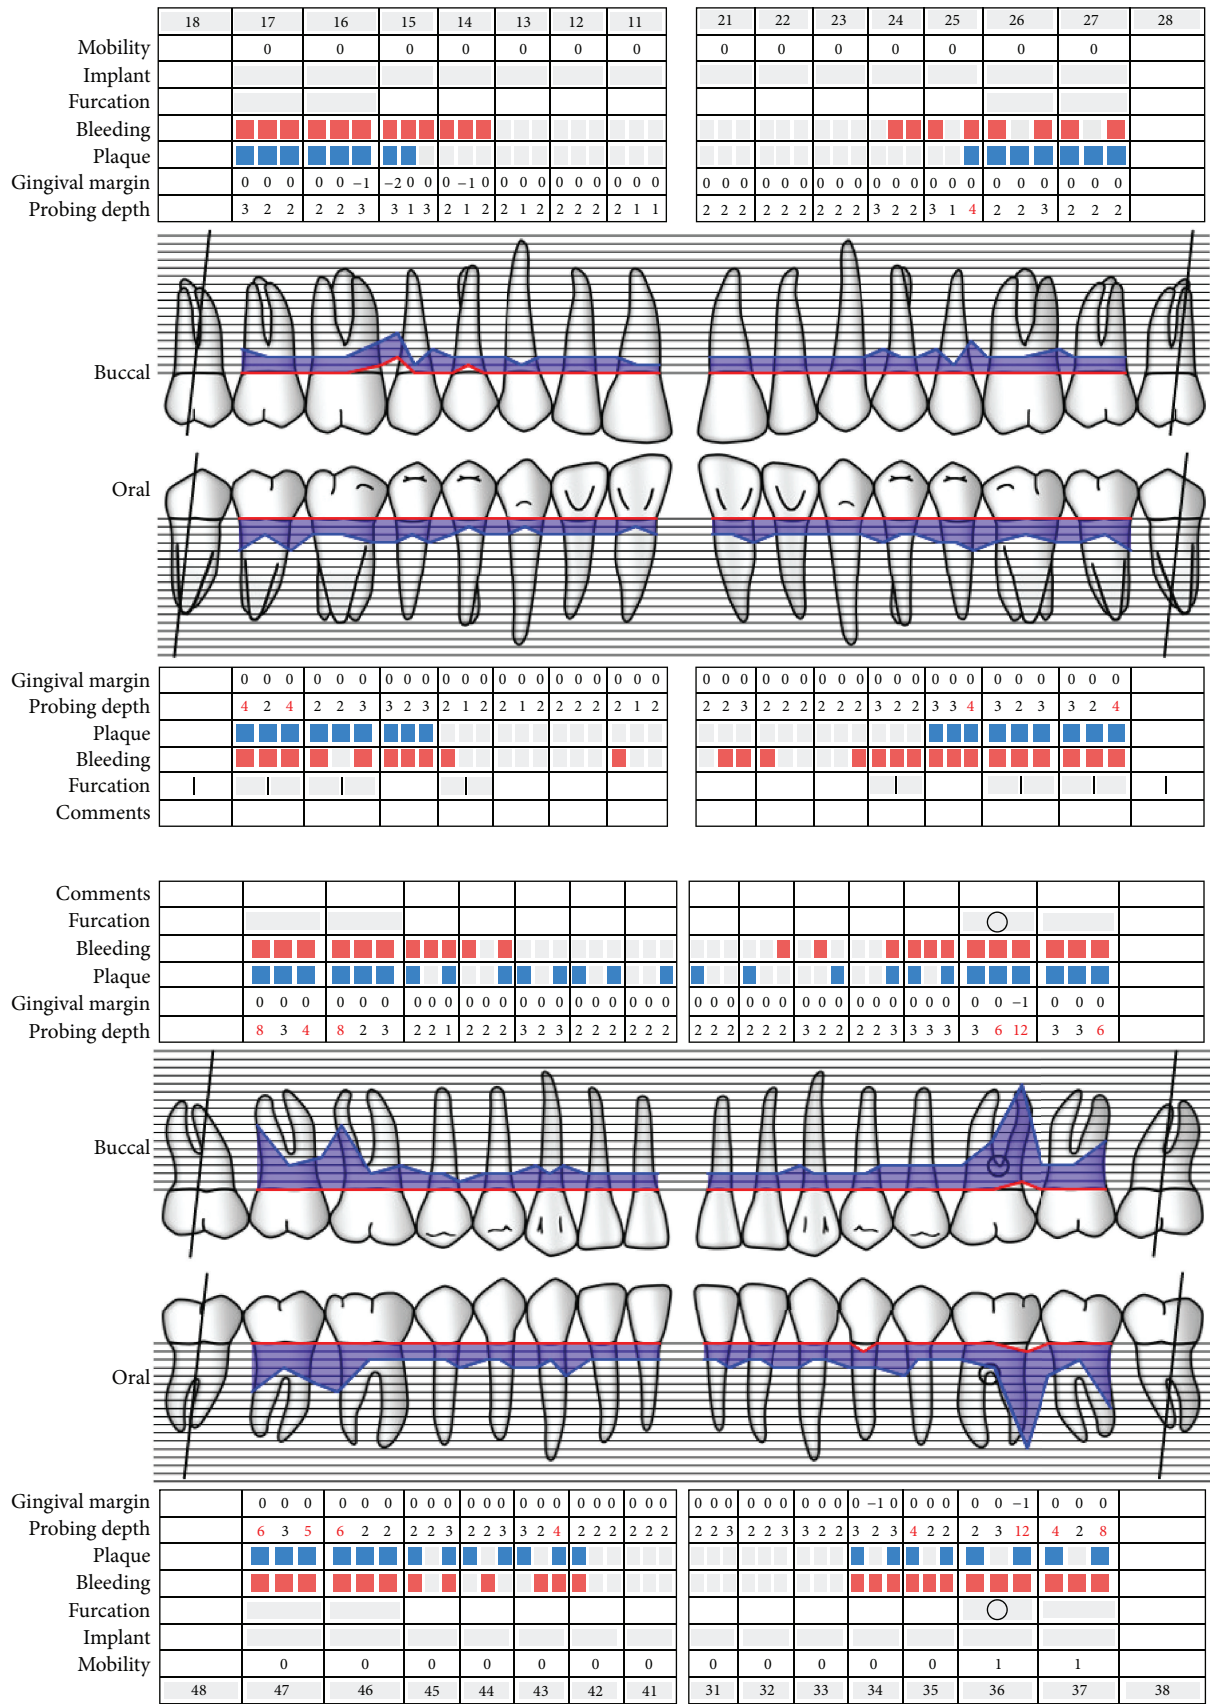 18 17 16 15 14 13 12 11 21 22 23 24 25 26 27 28
Mobility 0 0 0 0 0 0 0 0 0 0 0 0 0 0
Implant
Furcation
Bleeding
Plaque
Gingival margin 0 0 0 0 0 −1 −2 0 0 0 −1 0 0 0 0 0 0 0 0 0 0 0 0 0 0 0 0 0 0 0 0 0 0 0 0 0 0 0 0 0 0 0
Probing depth 3 2 2 2 2 3 3 1 3 2 1 2 2 1 2 2 2 2 2 1 1 2 2 2 2 2 2 2 2 2 3 2 2 3 1 4 2 2 3 2 2 2
Buccal
Oral
Gingival margin 0 0 0 0 0 0 0 0 0 0 0 0 0 0 0 0 0 0 0 0 0 0 0 0 0 0 0 0 0 0 0 0 0 0 0 0 0 0 0 0 0 0
Probing depth 4 2 4 2 2 3 3 2 3 2 1 2 2 1 2 2 2 2 2 1 2 2 2 3 2 2 2 2 2 2 3 2 2 3 3 4 3 2 3 3 2 4
Plaque
Bleeding
Furcation
Comments
Comments
Furcation
Bleeding
Plaque
Gingival margin 0 0 0 0 0 0 0 0 0 0 0 0 0 0 0 0 0 0 0 0 0 0 0 0 0 0 0 0 0 0 0 0 0 0 0 0 0 0 −1 0 0 0
Probing depth 8 3 4 8 2 3 2 2 1 2 2 2 3 2 3 2 2 2 2 2 2 2 2 2 2 2 2 3 2 2 2 2 3 3 3 3 3 6 12 3 3 6
Buccal
Oral
Gingival margin 0 0 0 0 0 0 0 0 0 0 0 0 0 0 0 0 0 0 0 0 0 0 0 0 0 0 0 0 0 0 0 −1 0 0 0 0 0 0 −1 0 0 0
Probing depth 6 3 5 6 2 2 2 2 3 2 2 3 3 2 4 2 2 2 2 2 2 2 2 3 2 2 3 3 2 2 3 2 3 4 2 2 2 3 12 4 2 8
Plaque
Bleeding
Furcation
Implant
Mobility 0 0 0 0 0 0 0 0 0 0 0 0 1 1
48 47 46 45 44 43 42 41 31 32 33 34 35 36 37 38